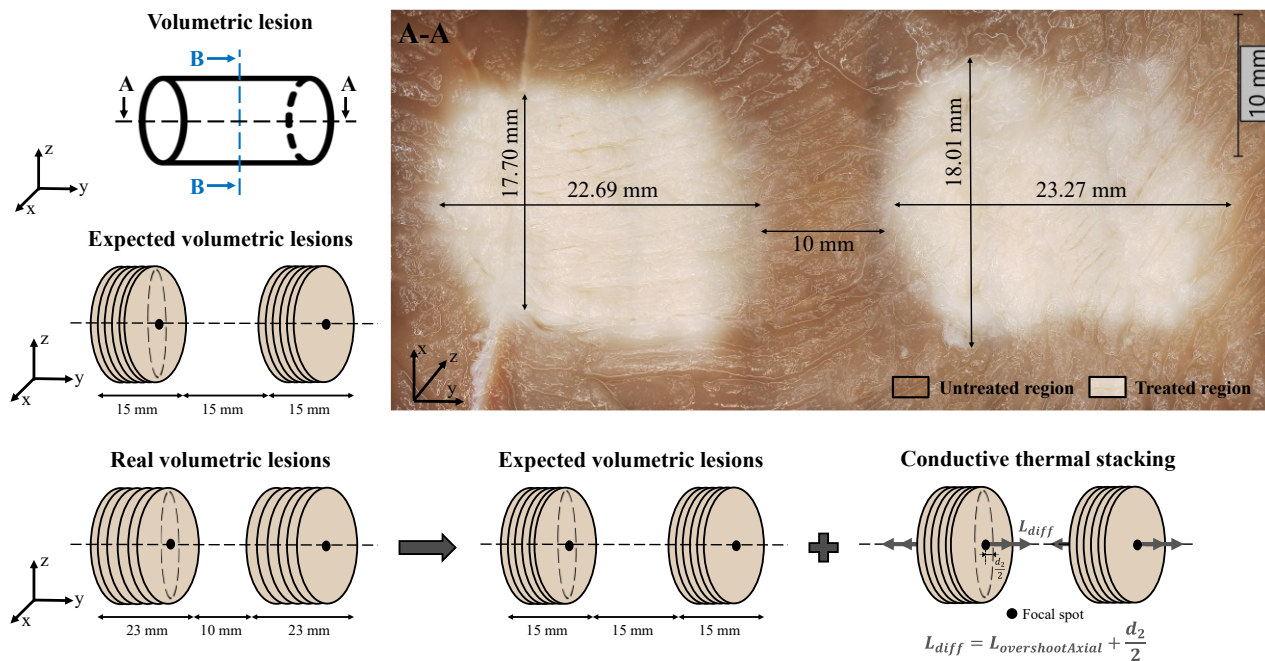 Volumetric lesion
B
A
A
B
z
y
x
Expected volumetric lesions
z
y
x
15 mm
15 mm
15 mm
A-A
17.70 mm
22.69 mm
10 mm
18.01 mm
23.27 mm
10 mm
x
z
y
Untreated region
Treated region
Real volumetric lesions
z
y
x
23 mm
10 mm
23 mm
Expected volumetric lesions
15 mm
15 mm
15 mm
Conductive thermal stacking
L_diff
d_2/2
Focal spot
L_diff = L_overshootAxial + d_2/2